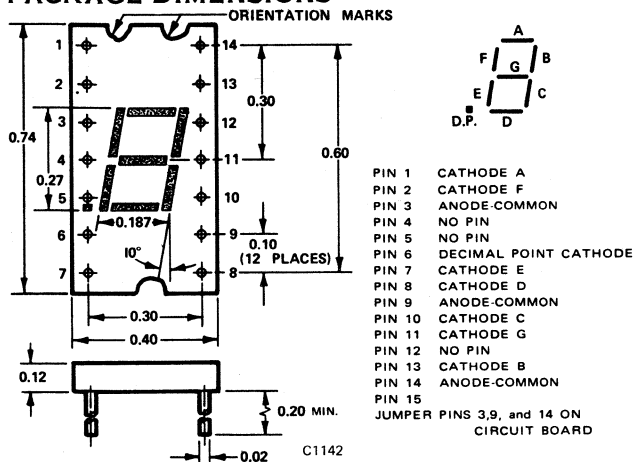 PACKAGE DIMENSIONS
ORIENTATION MARKS
1
14
2
13
3
12
4
11
5
10
6
9
7
8
0.74
0.27
0.187
10°
0.30
0.60
0.10
(12 PLACES)
0.30
0.40
0.12
0.20 MIN.
0.02
C1142
A
F
B
G
E
C
D.P.
D
PIN 1 CATHODE A
PIN 2 CATHODE F
PIN 3 ANODE-COMMON
PIN 4 NO PIN
PIN 5 NO PIN
PIN 6 DECIMAL POINT CATHODE
PIN 7 CATHODE E
PIN 8 CATHODE D
PIN 9 ANODE-COMMON
PIN 10 CATHODE C
PIN 11 CATHODE G
PIN 12 NO PIN
PIN 13 CATHODE B
PIN 14 ANODE-COMMON
PIN 15
JUMPER PINS 3,9, and 14 ON
CIRCUIT BOARD